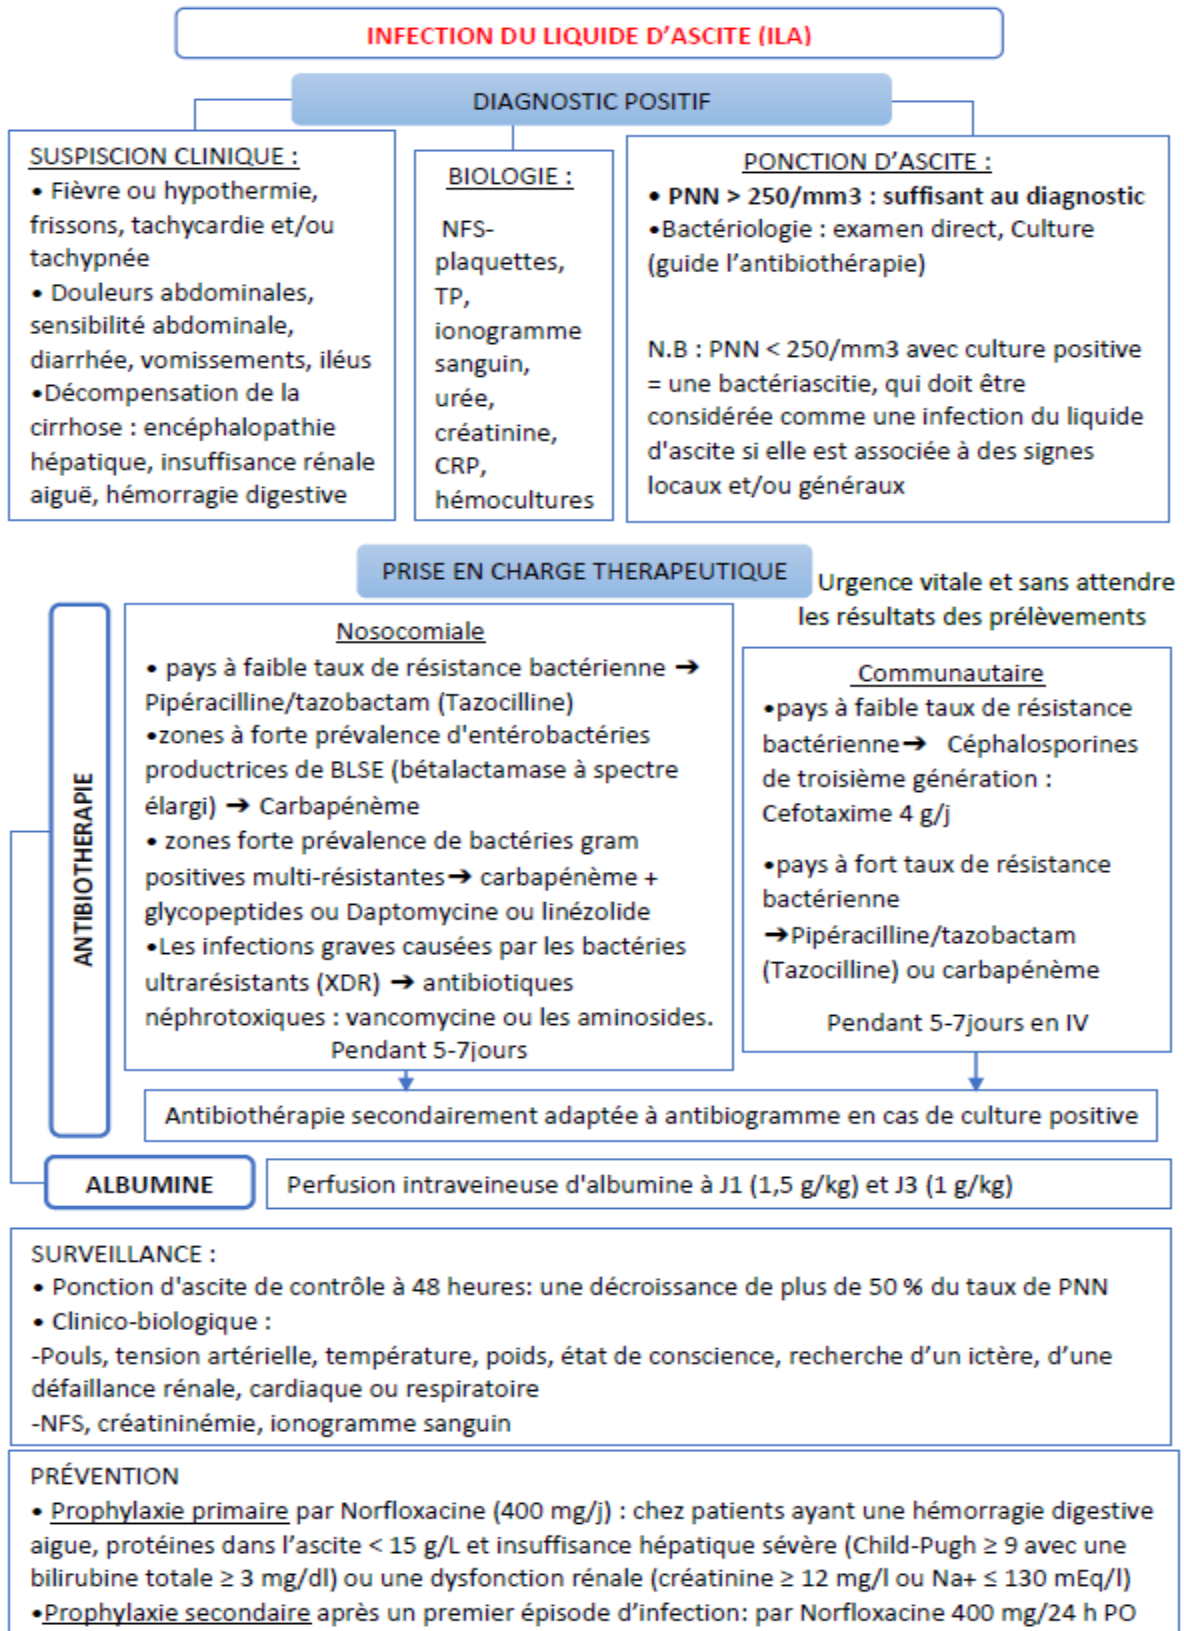 INFECTION DU LIQUIDE D’ASCITE (ILA)
DIAGNOSTIC POSITIF
SUSPISCION CLINIQUE :
• Fièvre ou hypothermie,
frissons, tachycardie et/ou
tachypnée
• Douleurs abdominales,
sensibilité abdominale,
diarrhée, vomissements, iléus
•Décompensation de la
cirrhose : encéphalopathie
hépatique, insuffisance rénale
aiguë, hémorragie digestive
BIOLOGIE :
NFS-
plaquettes,
TP,
ionogramme
sanguin,
urée,
créatinine,
CRP,
hémocultures
PONCTION D’ASCITE :
• PNN > 250/mm3 : suffisant au diagnostic
•Bactériologie : examen direct, Culture
(guide l’antibiothérapie)
N.B : PNN < 250/mm3 avec culture positive
= une bactériascitie, qui doit être
considérée comme une infection du liquide
d'ascite si elle est associée à des signes
locaux et/ou généraux
PRISE EN CHARGE THERAPEUTIQUE
Urgence vitale et sans attendre
les résultats des prélèvements
ANTIBIOTHERAPIE
Nosocomiale
• pays à faible taux de résistance bactérienne ➔
Pipéracilline/tazobactam (Tazocilline)
•zones à forte prévalence d'entérobactéries
productrices de BLSE (bétalactamase à spectre
élargi) ➔ Carbapénème
• zones forte prévalence de bactéries gram
positives multi-résistantes➔ carbapénème +
glycopeptides ou Daptomycine ou linézolide
•Les infections graves causées par les bactéries
ultrarésistants (XDR) ➔ antibiotiques
néphrotoxiques : vancomycine ou les aminosides.
Pendant 5-7jours
Communautaire
•pays à faible taux de résistance
bactérienne➔ Céphalosporines
de troisième génération :
Cefotaxime 4 g/j
•pays à fort taux de résistance
bactérienne
➔Pipéracilline/tazobactam
(Tazocilline) ou carbapénème
Pendant 5-7jours en IV
Antibiothérapie secondairement adaptée à antibiogramme en cas de culture positive
ALBUMINE
Perfusion intraveineuse d'albumine à J1 (1,5 g/kg) et J3 (1 g/kg)
SURVEILLANCE :
• Ponction d'ascite de contrôle à 48 heures: une décroissance de plus de 50 % du taux de PNN
• Clinico-biologique :
-Pouls, tension artérielle, température, poids, état de conscience, recherche d’un ictère, d’une
défaillance rénale, cardiaque ou respiratoire
-NFS, créatininémie, ionogramme sanguin
PRÉVENTION
• Prophylaxie primaire par Norfloxacine (400 mg/j) : chez patients ayant une hémorragie digestive
aigue, protéines dans l’ascite < 15 g/L et insuffisance hépatique sévère (Child-Pugh ≥ 9 avec une
bilirubine totale ≥ 3 mg/dl) ou une dysfonction rénale (créatinine ≥ 12 mg/l ou Na+ ≤ 130 mEq/l)
•Prophylaxie secondaire après un premier épisode d’infection: par Norfloxacine 400 mg/24 h PO